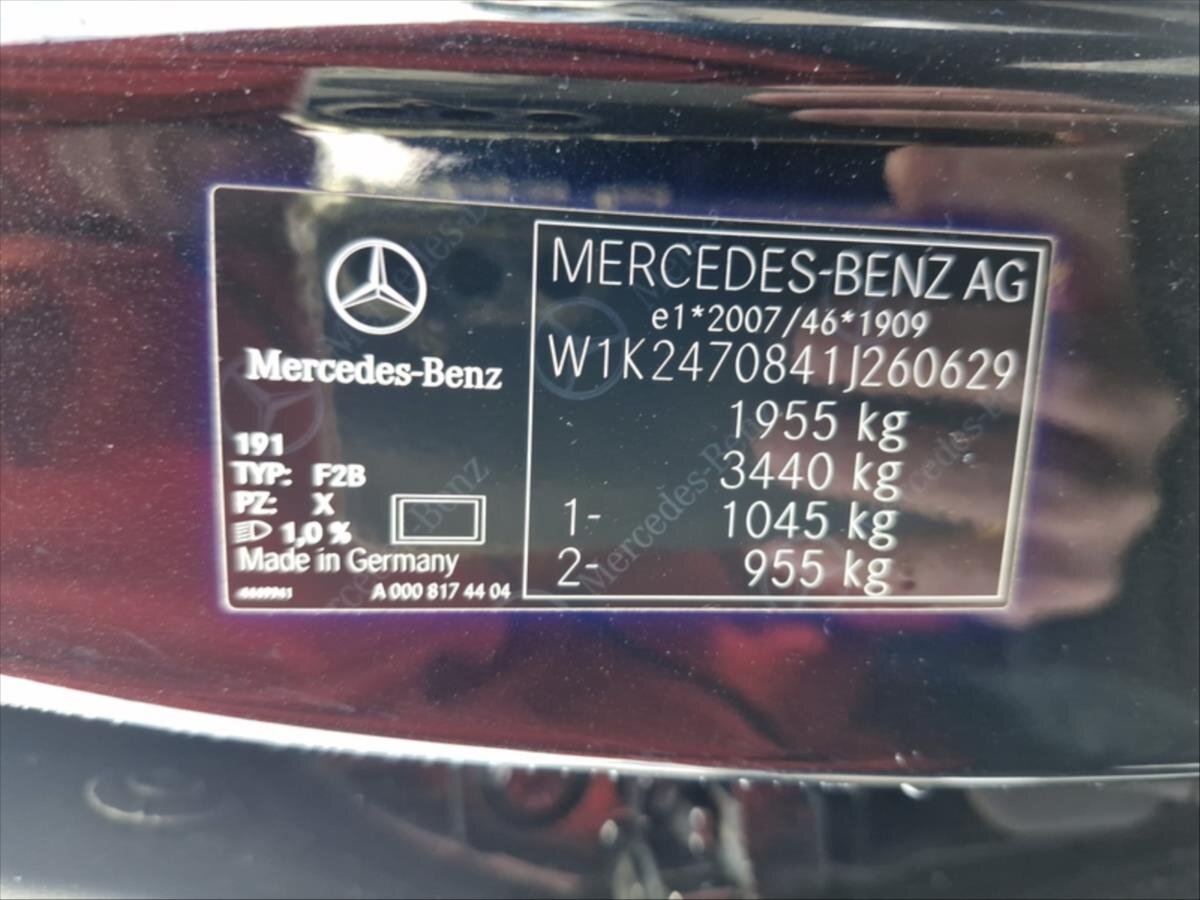 Mercedes-Benz
191
TYP: F2B
PZ: X
1,0 %
Made in Germany
A 000 817 44 04
MERCEDES-BENZ AG
e1*2007/46*1909
W1K2470841J260629
1955 kg
3440 kg
1- 1045 kg
2- 955 kg